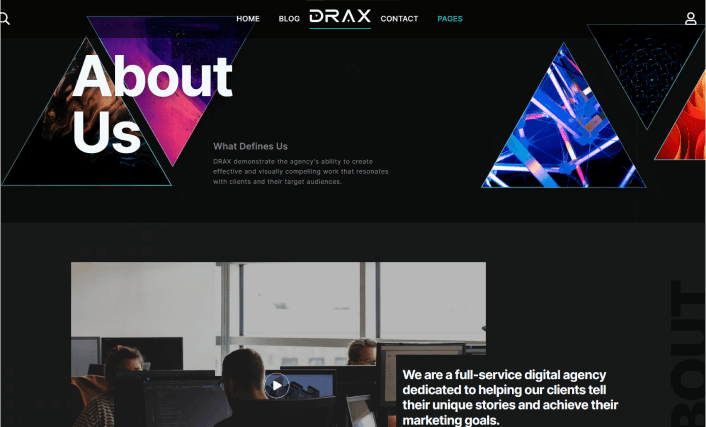 HOME BLOG DRAX CONTACT PAGES
About
Us
What Defines Us
DRAX demonstrate the agency's ability to create
effective and visually compelling work that resonates
with clients and their target audiences.
We are a full-service digital agency
dedicated to helping our clients tell
their unique stories and achieve their
marketing goals.
BOUT